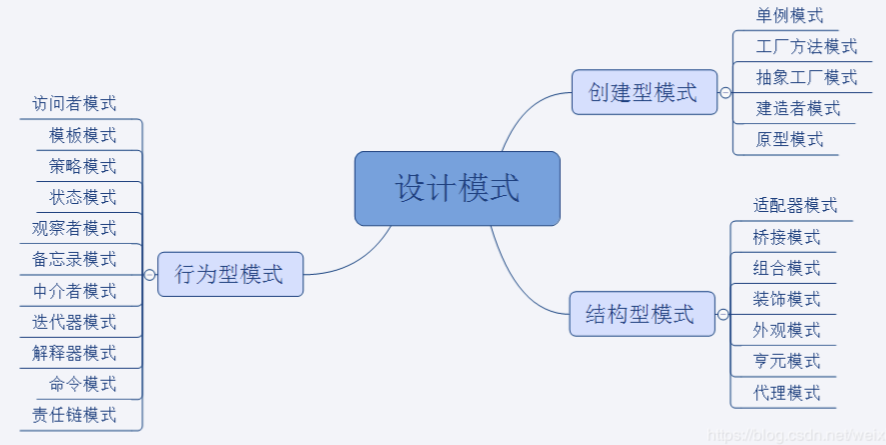 设计模式
创建型模式
单例模式
工厂方法模式
抽象工厂模式
建造者模式
原型模式
结构型模式
适配器模式
桥接模式
组合模式
装饰模式
外观模式
亨元模式
代理模式
行为型模式
访问者模式
模板模式
策略模式
状态模式
观察者模式
备忘录模式
中介者模式
迭代器模式
解释器模式
命令模式
责任链模式
https://blog.csdn.net/weix